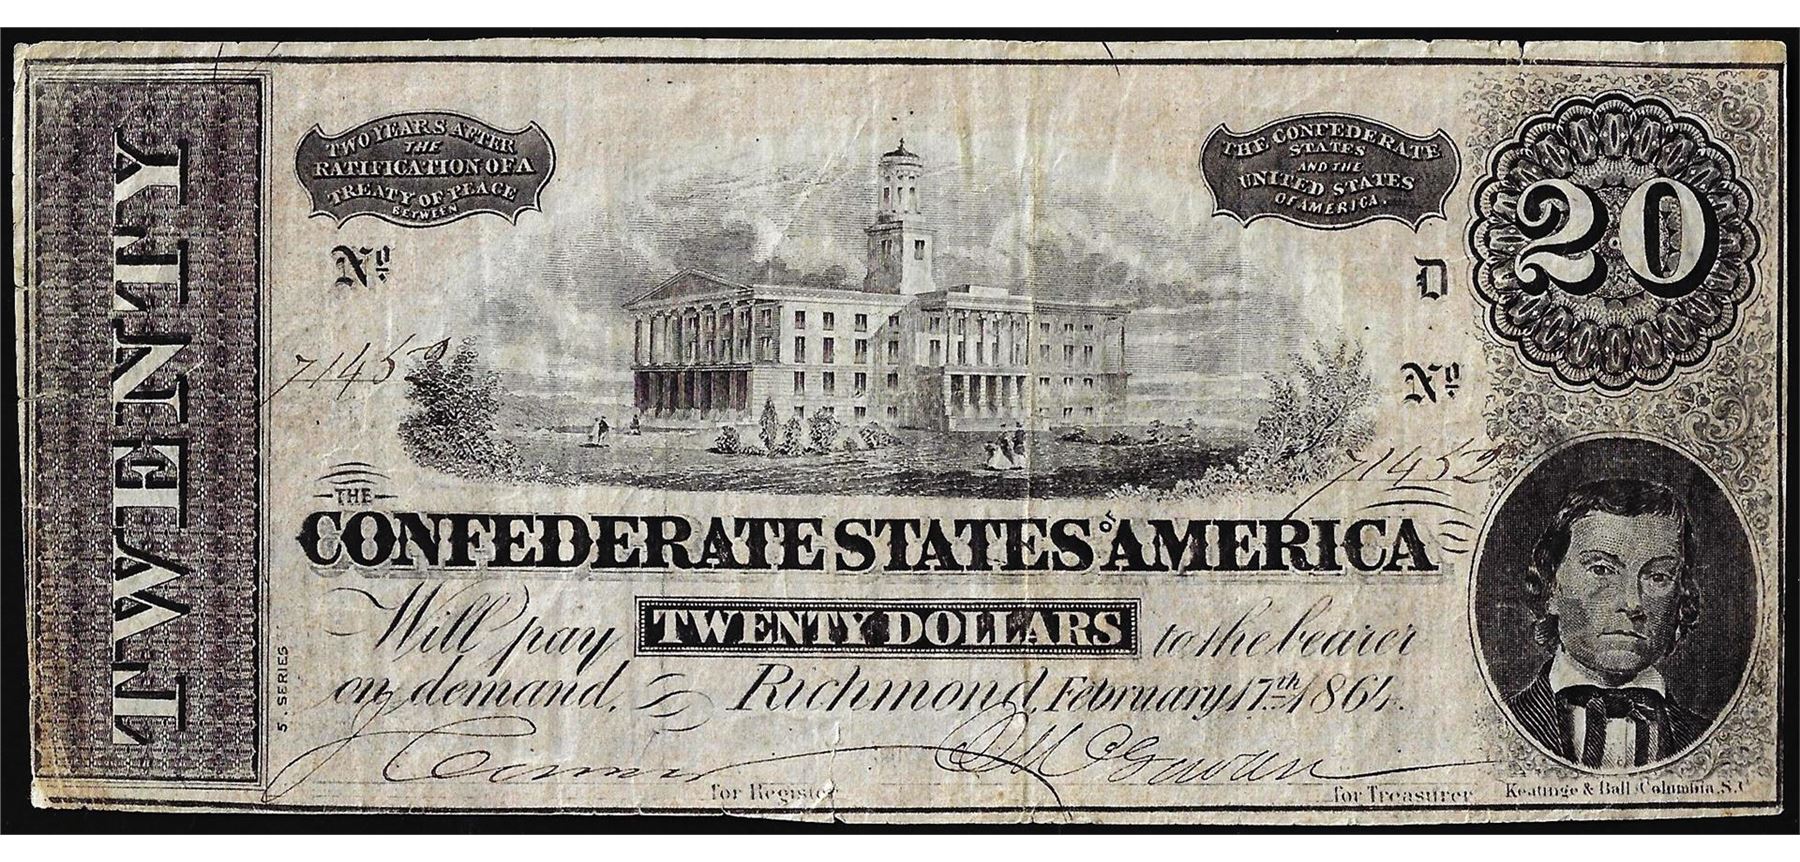 TWENTY
TWO YEARS AFTER
THE
RATIFICATION OF A
TREATY OF PEACE
BETWEEN
THE CONFEDERATE
STATES
AND THE
UNITED STATES
OF AMERICA.
20
No
D
71452
No
71452
THE
CONFEDERATE STATES OF AMERICA
Will pay TWENTY DOLLARS to the bearer
on demand, Richmond, February 17th 1864.
5. SERIES
for Register
for Treasurer
Keatinge & Ball Columbia, S.C